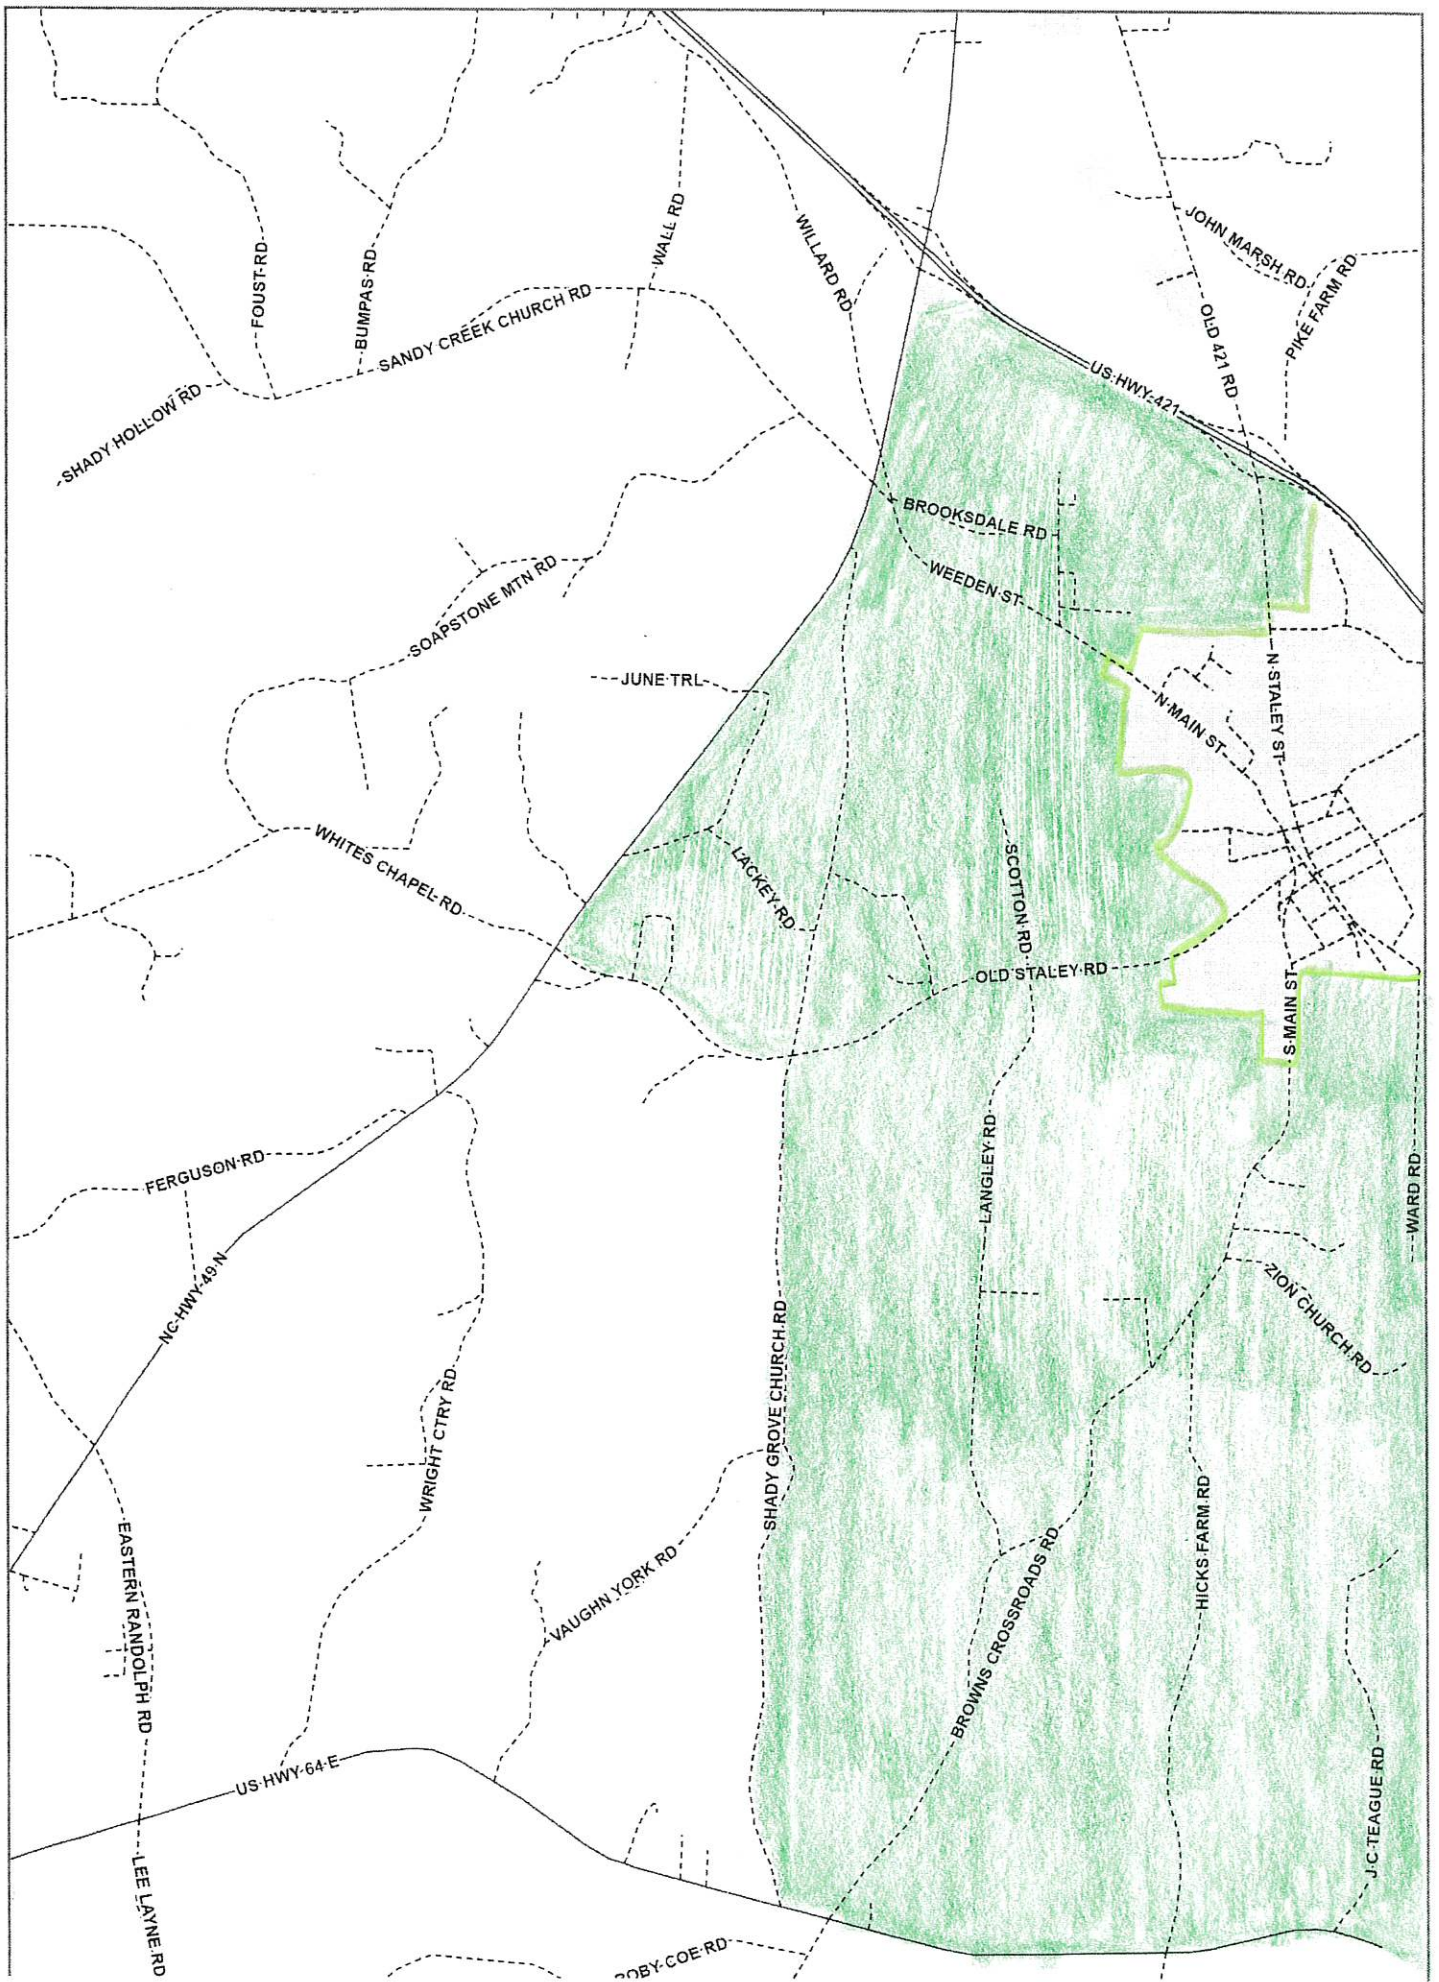 JOHN MARSH RD
WALL RD
WILLARD RD
FOUST RD
BUMPAS RD
PIKE FARM RD
SANDY CREEK CHURCH RD
OLD 421 RD
US HWY 421
SHADY HOLLOW RD
BROOKSDALE RD
WEEDEN ST
SOAPSTONE MTN RD
JUNE TRL
N STALEY ST
N MAIN ST
WHITES CHAPEL RD
LACKEY RD
SCOTTON RD
OLD STALEY RD
S MAIN ST
FERGUSON RD
LANGLEY RD
WARD RD
NC HWY 49 N
ZION CHURCH RD
SHADY GROVE CHURCH RD
WRIGHT CTRY RD
HICKS FARM RD
EASTERN RANDOLPH RD
VAUGHN YORK RD
BROWNS CROSSROADS RD
US HWY 64 E
J C TEAGUE RD
LEE LAYNE RD
COE RD